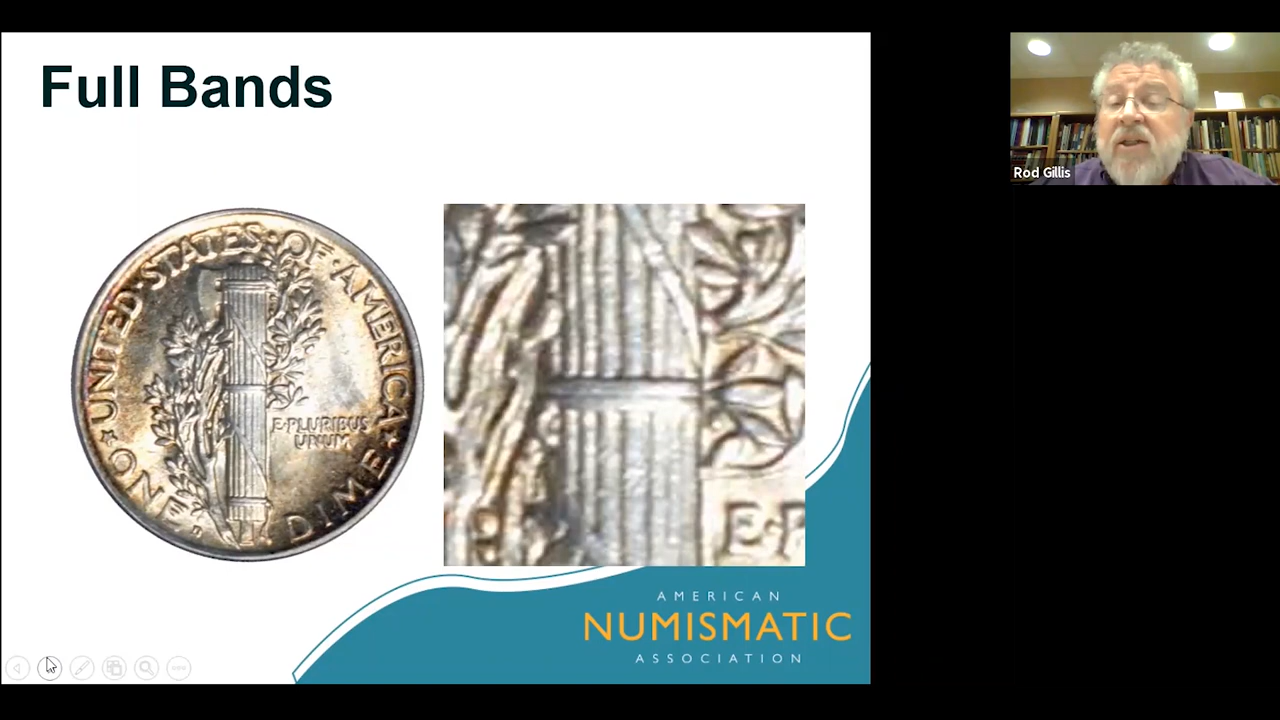 Full Bands
UNITED·STATES·OF·AMERICA
E·PLURIBUS
UNUM
ONE DIME
D
E·P
AMERICAN
NUMISMATIC
ASSOCIATION
Rod Gillis